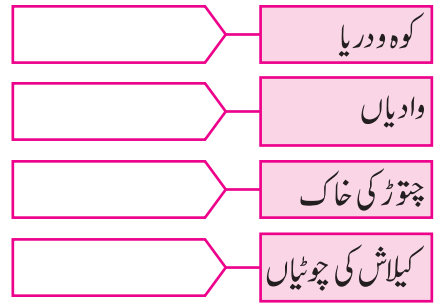 کوہ و دریا
وادیاں
چتوڑ کی خاک
کیلاش کی چوٹیاں